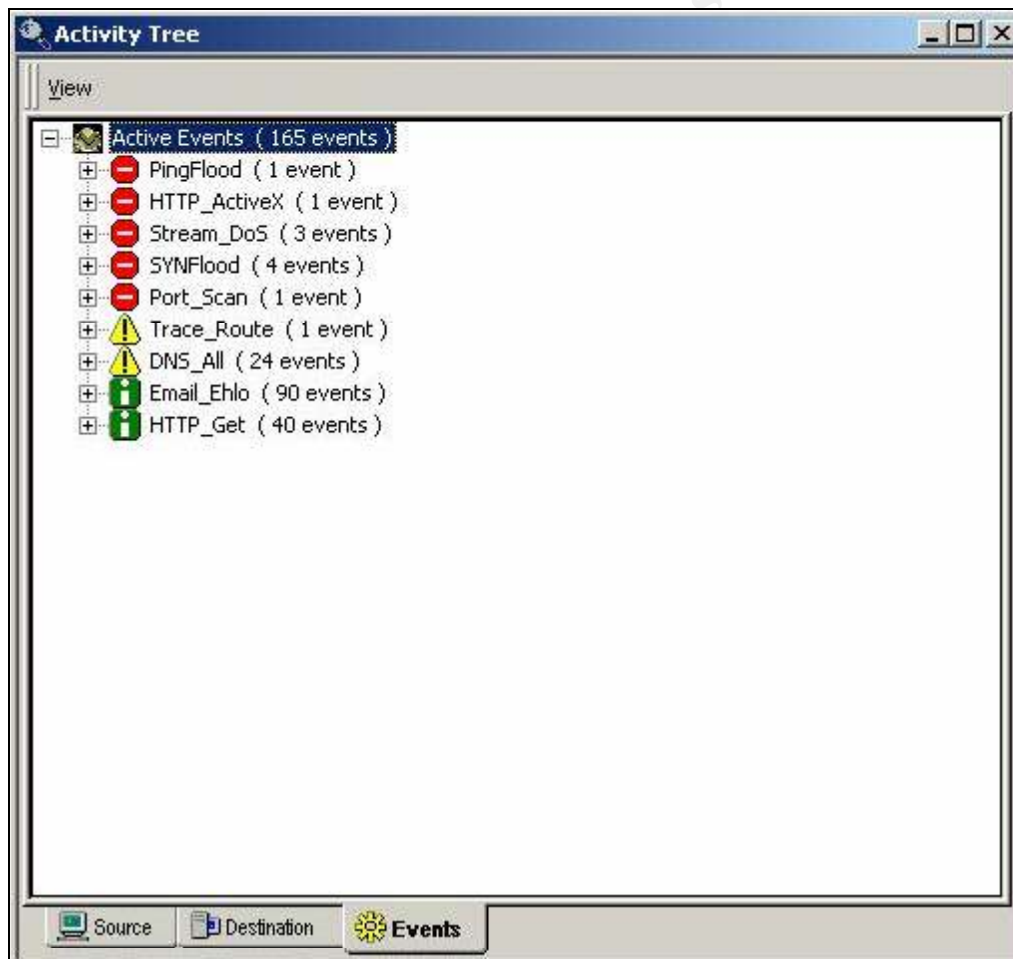 Activity Tree
View
Active Events ( 165 events )
PingFlood ( 1 event )
HTTP_ActiveX ( 1 event )
Stream_DoS ( 3 events )
SYNFlood ( 4 events )
Port_Scan ( 1 event )
Trace_Route ( 1 event )
DNS_All ( 24 events )
Email_Ehlo ( 90 events )
HTTP_Get ( 40 events )
Source Destination Events